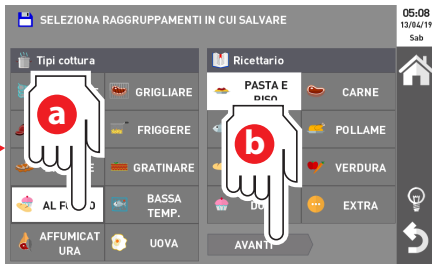 SELEZIONA RAGGRUPPAMENTI IN CUI SALVARE
05:08
13/04/19
Sab
Tipi cottura
Ricettario
GRIGLIARE
PASTA E
RISO
CARNE
a
FRIGGERE
b
POLLAME
GRATINARE
VERDURA
AL
BASSA
TEMP.
EXTRA
AFFUMICAT
URA
UOVA
AVANTI